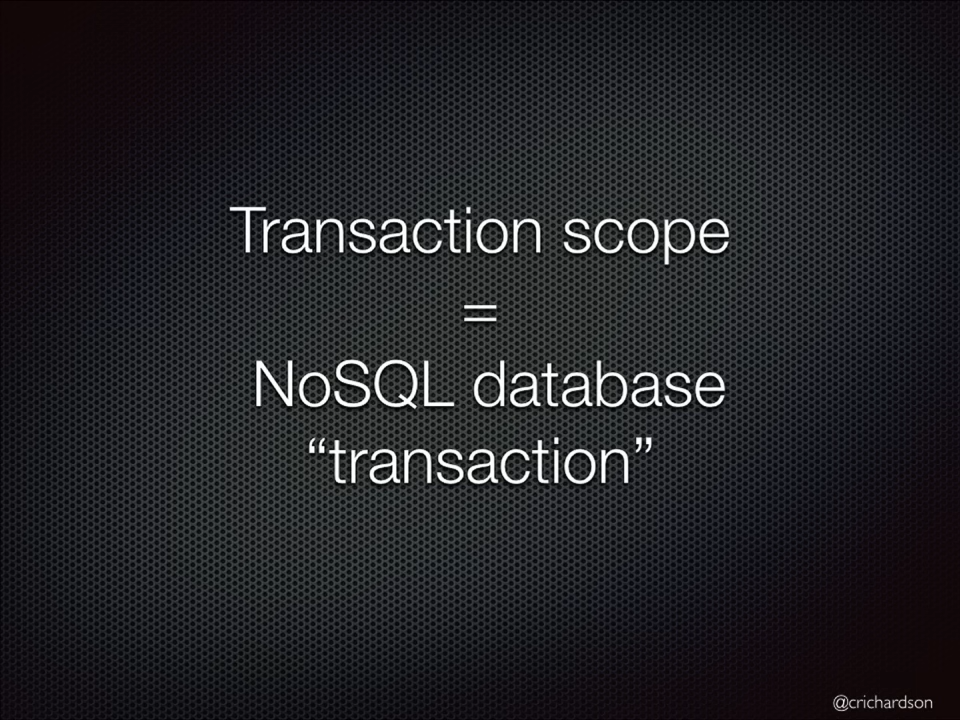 Transaction scope
=
NoSQL database
“transaction”
@crichardson